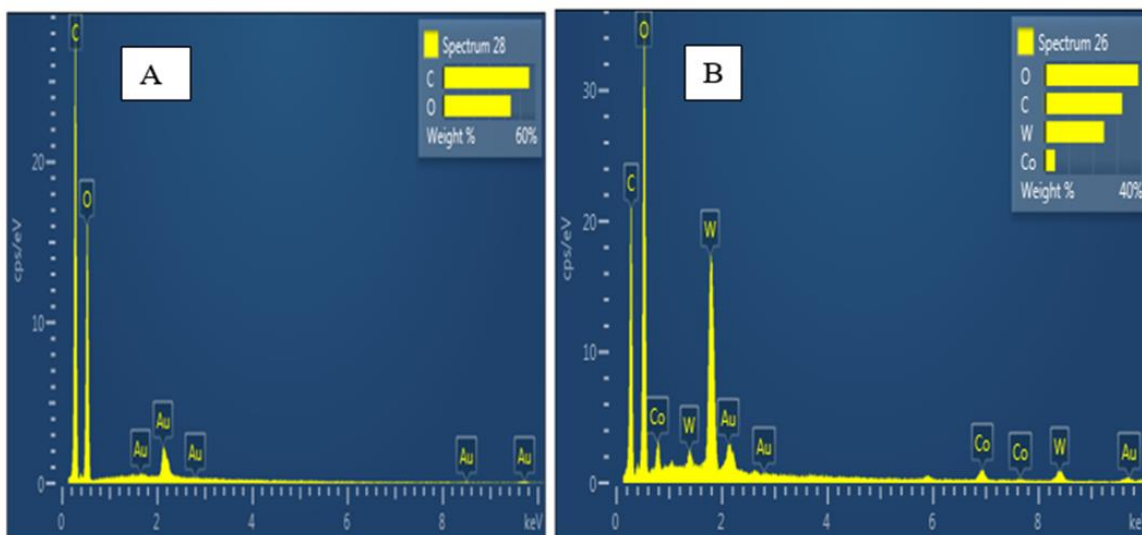 A
Spectrum 28
C
O
Weight % 60%
C
O
Au
Au
Au
Au
Au
20
10
0
cps/eV
0 2 4 6 8 keV
B
Spectrum 26
O
C
W
Co
Weight % 40%
O
C
W
Co
W
Au
Au
Co
Co
W
Au
30
20
10
0
cps/eV
0 2 4 6 8 ke